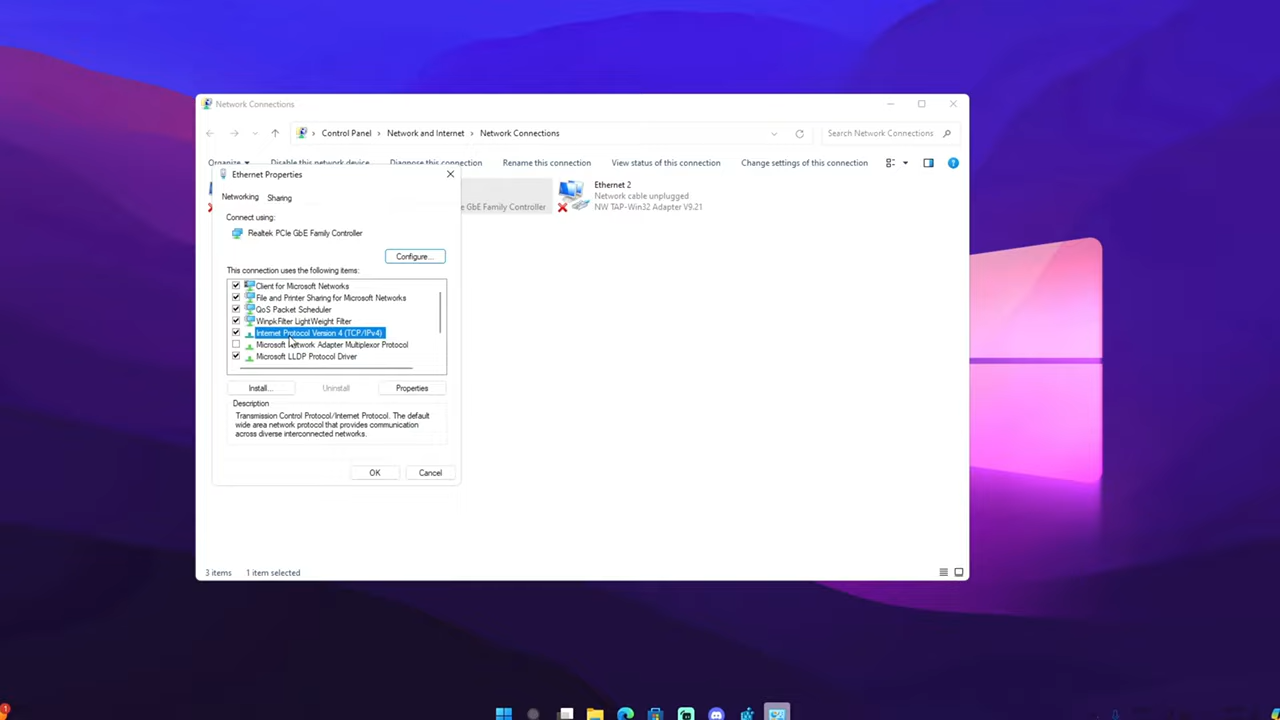 Network Connections
Control Panel > Network and Internet > Network Connections
Search Network Connections
Organize
Disable this network device
Diagnose this connection
Rename this connection
View status of this connection
Change settings of this connection
Ethernet Properties
Networking
Sharing
Connect using:
Realtek PCIe GbE Family Controller
Configure...
This connection uses the following items:
Client for Microsoft Networks
File and Printer Sharing for Microsoft Networks
QoS Packet Scheduler
WinpkFilter LightWeight Filter
Internet Protocol Version 4 (TCP/IPv4)
Microsoft Network Adapter Multiplexor Protocol
Microsoft LLDP Protocol Driver
Install...
Uninstall
Properties
Description
Transmission Control Protocol/Internet Protocol. The default
wide area network protocol that provides communication
across diverse interconnected networks.
OK
Cancel
e GbE Family Controller
Ethernet 2
Network cable unplugged
NW TAP-Win32 Adapter V9.21
3 items
1 item selected
1